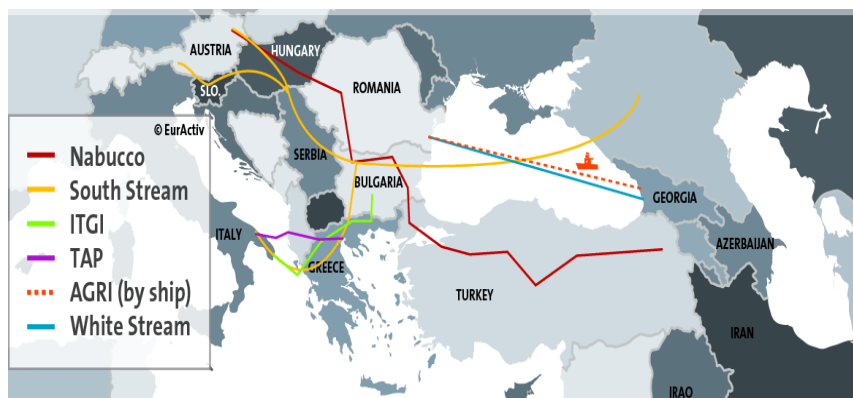 AUSTRIA
HUNGARY
SLO.
ROMANIA
© EurActiv
SERBIA
BULGARIA
GEORGIA
AZERBAIJAN
ITALY
GREECE
TURKEY
IRAN
IRAQ
Nabucco
South Stream
ITGI
TAP
AGRI (by ship)
White Stream